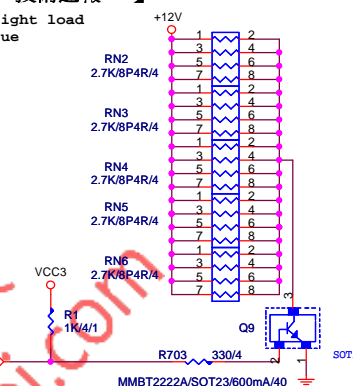 +12V
ight load
ue
RN2
2.7K/8P4R/4
1 2
3 4
5 6
7 8
RN3
2.7K/8P4R/4
1 2
3 4
5 6
7 8
RN4
2.7K/8P4R/4
1 2
3 4
5 6
7 8
RN5
2.7K/8P4R/4
1 2
3 4
5 6
7 8
RN6
2.7K/8P4R/4
1 2
3 4
5 6
7 8
VCC3
R1
1K/4/1
3
Q9
R703 330/4
2
1
SOT
MMBT2222A/SOT23/600mA/40
.com